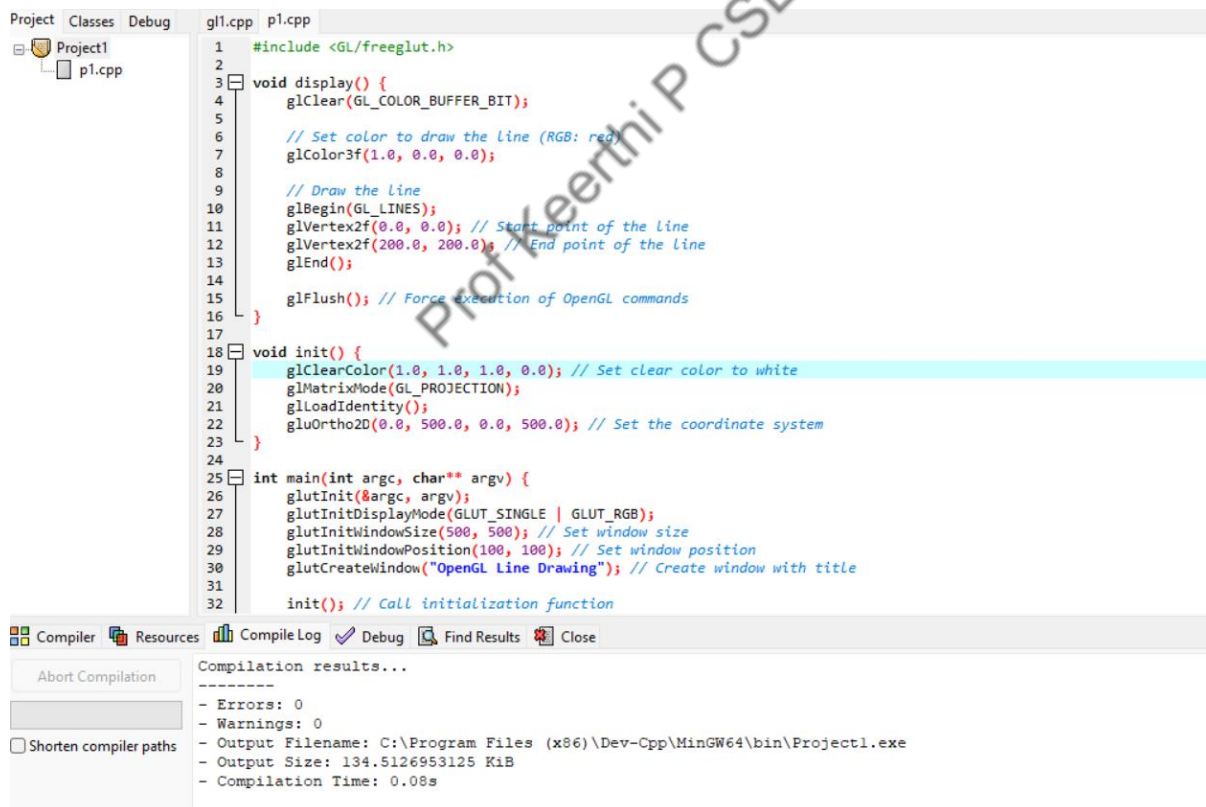 Project Classes Debug
gl1.cpp p1.cpp
Project1
p1.cpp
1 #include <GL/freeglut.h>
2
3 void display() {
4 glClear(GL_COLOR_BUFFER_BIT);
5
6 // Set color to draw the line (RGB: red)
7 glColor3f(1.0, 0.0, 0.0);
8
9 // Draw the line
10 glBegin(GL_LINES);
11 glVertex2f(0.0, 0.0); // Start point of the line
12 glVertex2f(200.0, 200.0); // End point of the line
13 glEnd();
14
15 glFlush(); // Force execution of OpenGL commands
16 }
17
18 void init() {
19 glClearColor(1.0, 1.0, 1.0, 0.0); // Set clear color to white
20 glMatrixMode(GL_PROJECTION);
21 glLoadIdentity();
22 gluOrtho2D(0.0, 500.0, 0.0, 500.0); // Set the coordinate system
23 }
24
25 int main(int argc, char** argv) {
26 glutInit(&argc, argv);
27 glutInitDisplayMode(GLUT_SINGLE | GLUT_RGB);
28 glutInitWindowSize(500, 500); // Set window size
29 glutInitWindowPosition(100, 100); // Set window position
30 glutCreateWindow("OpenGL Line Drawing"); // Create window with title
31
32 init(); // Call initialization function
Prof Keerthi P
Compiler Resources Compile Log Debug Find Results Close
Abort Compilation
Shorten compiler paths
Compilation results...
--------
- Errors: 0
- Warnings: 0
- Output Filename: C:\Program Files (x86)\Dev-Cpp\MinGW64\bin\Project1.exe
- Output Size: 134.5126953125 KiB
- Compilation Time: 0.08s